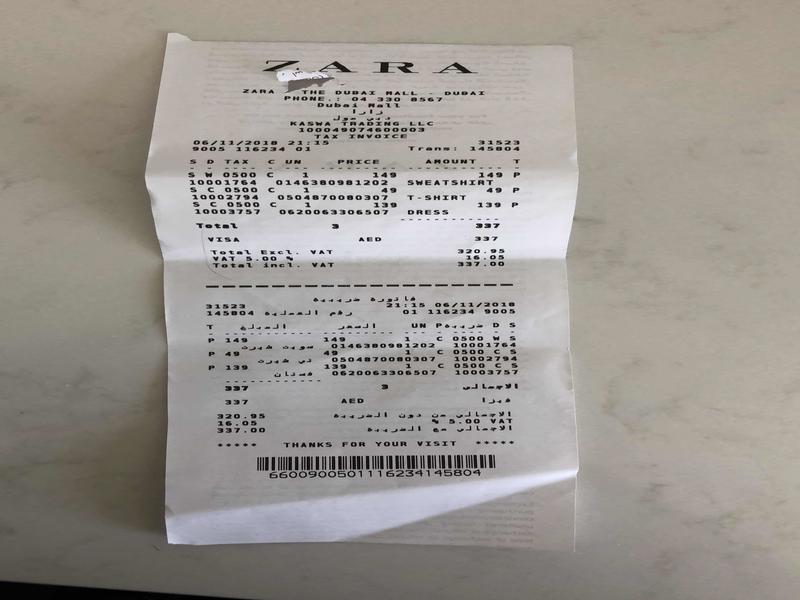 ZARA
ZARA THE DUBAI MALL - DUBAI
PHONE.: 04 330 8567
Dubai Mall
زارا
دبي مول
KASWA TRADING LLC
100049074600003
TAX INVOICE
06/11/2018 21:15 31523
9005 116234 01 Trans: 145804
S D TAX C UN PRICE AMOUNT T
S W 0500 C 1 149 149 P
10001764 0146380981202 SWEATSHIRT
S C 0500 C 1 49 49 P
10002794 0504870080307 T-SHIRT
S C 0500 C 1 139 139 P
10003757 0620063306507 DRESS
Total 3 337
VISA AED 337
Total Excl. VAT 320.95
VAT 5.00 % 16.05
Total incl. VAT 337.00
فاتورة ضريبية
31523 21:15 06/11/2018
145804 رقم العملية 01 116234 9005
T المبلغ السعر UN ضريبة D S
P 149 149 1 C 0500 W S
سويت شيرت 0146380981202 10001764
P 49 49 1 C 0500 C S
تي شيرت 0504870080307 10002794
P 139 139 1 C 0500 C S
فستان 0620063306507 10003757
337 3 الاجمالي
337 AED فيزا
320.95 الاجمالي من دون الضريبة
16.05 % 5.00 VAT
337.00 الاجمالي مع الضريبة
***** THANKS FOR YOUR VISIT *****
66009005011116234145804